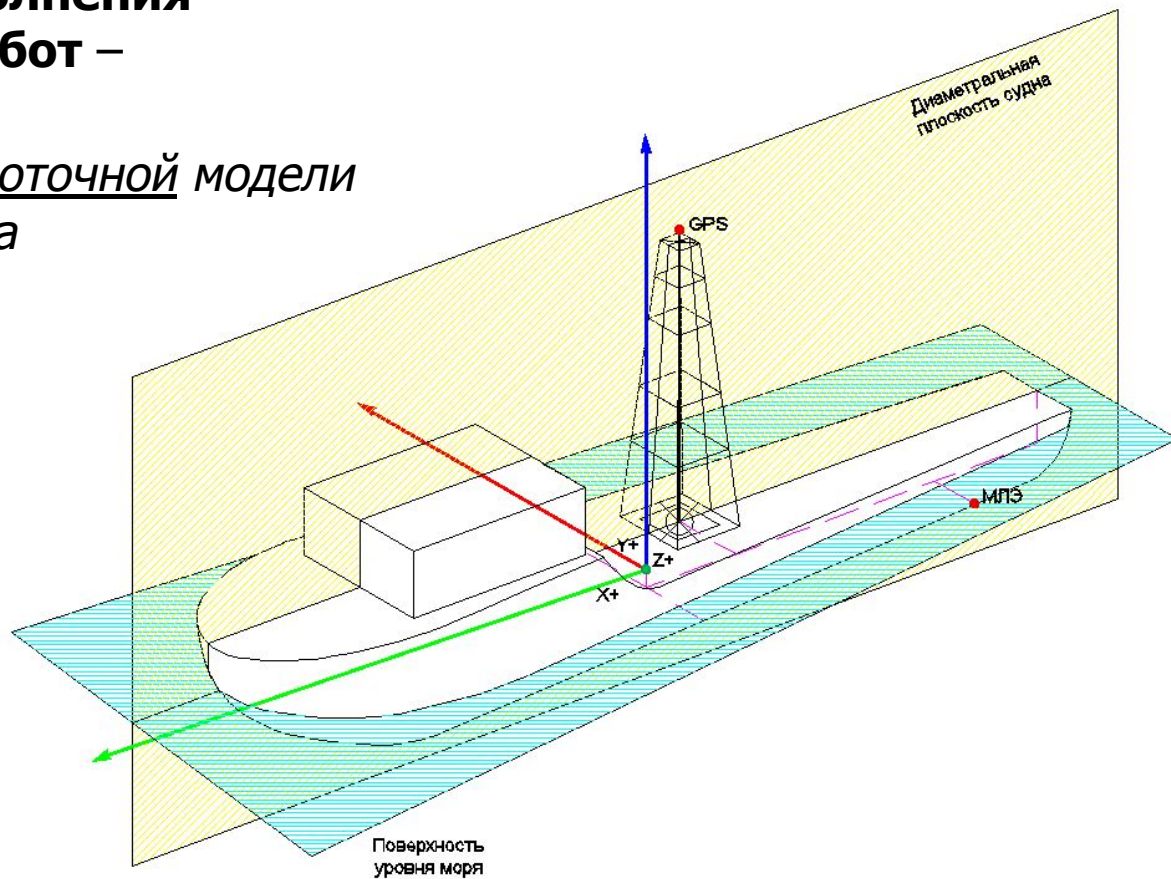 бот –
оточной модели
а
Диаметральная
плоскость судна
GPS
МЛЭ
Y+
Z+
X+
Поверхность
уровня моря